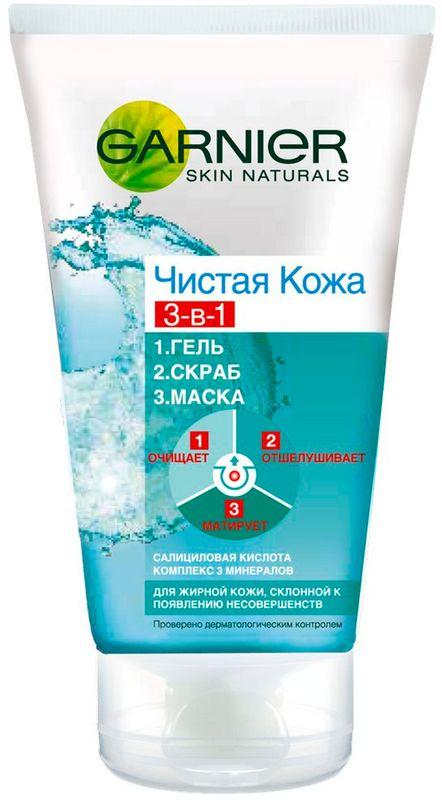 GARNIER
SKIN NATURALS
Чистая Кожа
3-в-1
1.ГЕЛЬ
2.СКРАБ
3.МАСКА
1 2
ОЧИЩАЕТ ОТШЕЛУШИВАЕТ
3
МАТИРУЕТ
САЛИЦИЛОВАЯ КИСЛОТА
КОМПЛЕКС 3 МИНЕРАЛОВ
ДЛЯ ЖИРНОЙ КОЖИ, СКЛОННОЙ К
ПОЯВЛЕНИЮ НЕСОВЕРШЕНСТВ
Проверено дерматологическим контролем